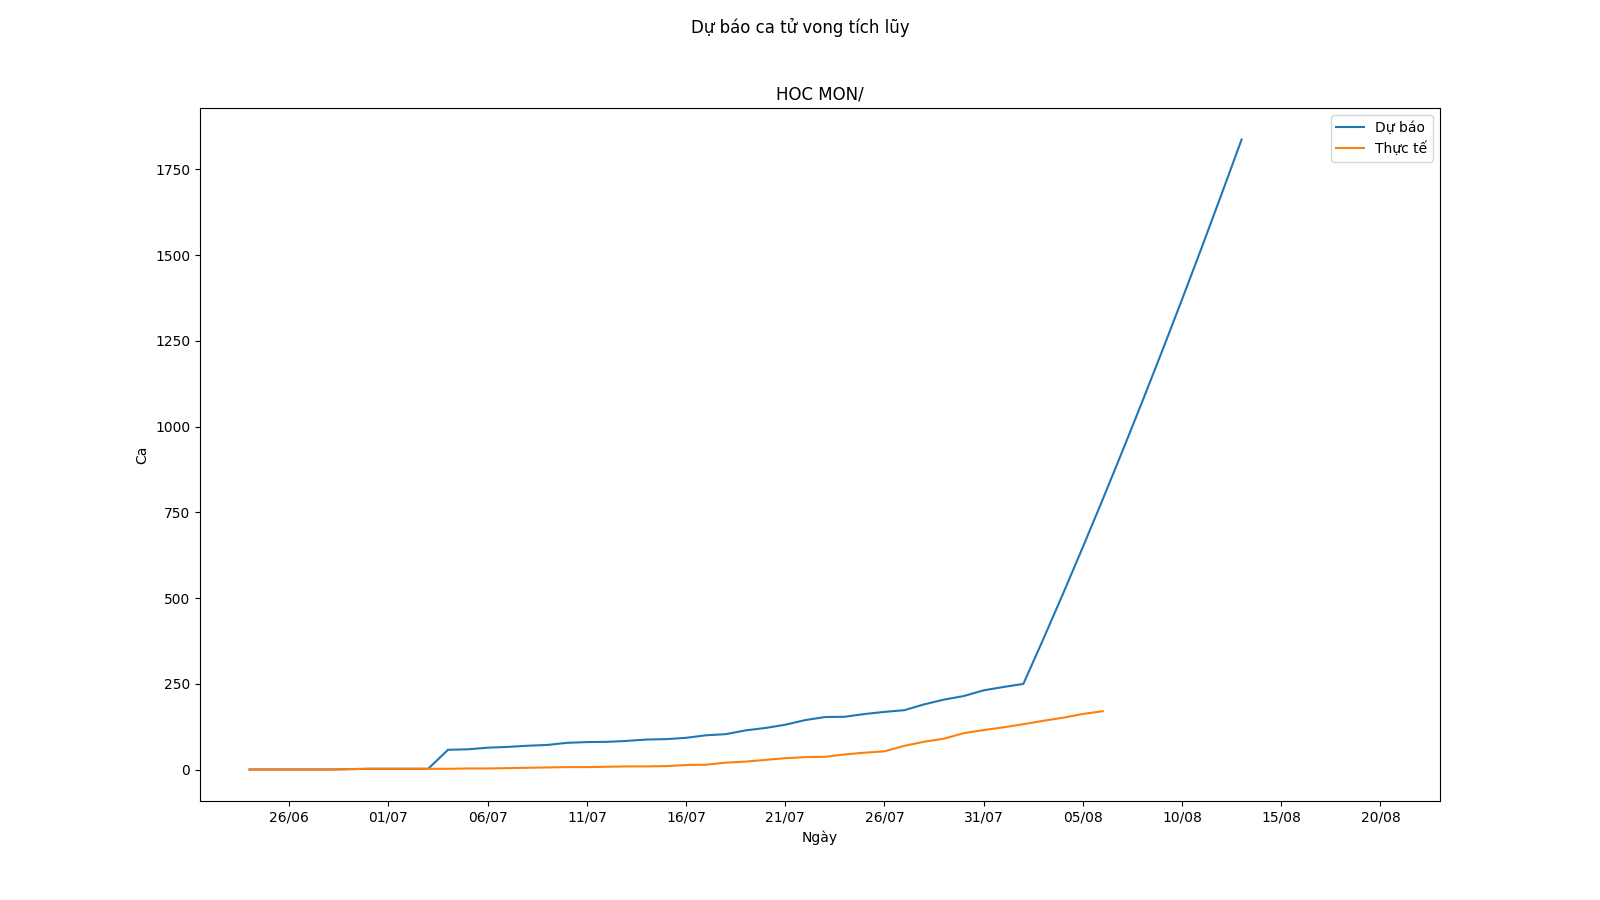 Dự báo ca tử vong tích lũy
HOC MON/
Dự báo
Thực tế
1750
1500
1250
1000
750
500
250
0
Ca
26/06 01/07 06/07 11/07 16/07 21/07 26/07 31/07 05/08 10/08 15/08 20/08
Ngày